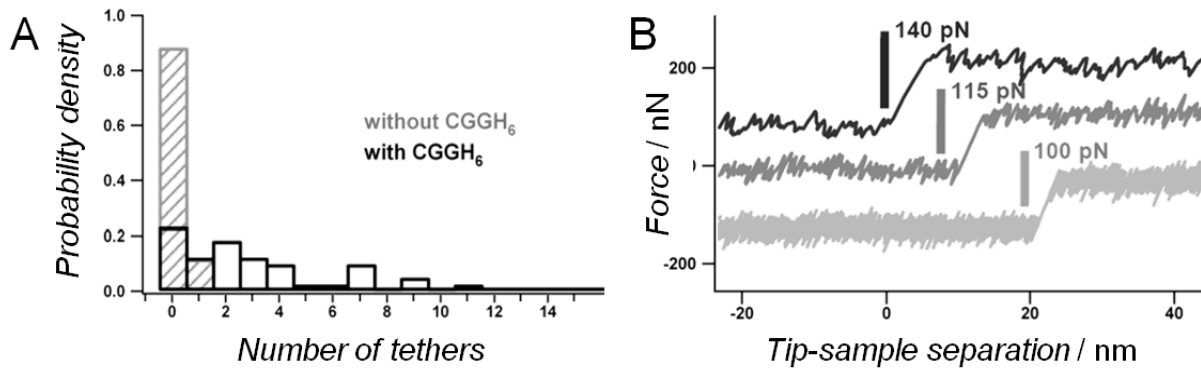 A
Probability density
1.0
0.8
0.6
0.4
0.2
0.0
without CGGH6
with CGGH6
0 2 4 6 8 10 12 14
Number of tethers
B
Force / nN
200
)
-200
140 pN
115 pN
100 pN
-20 0 20 40
Tip-sample separation / nm